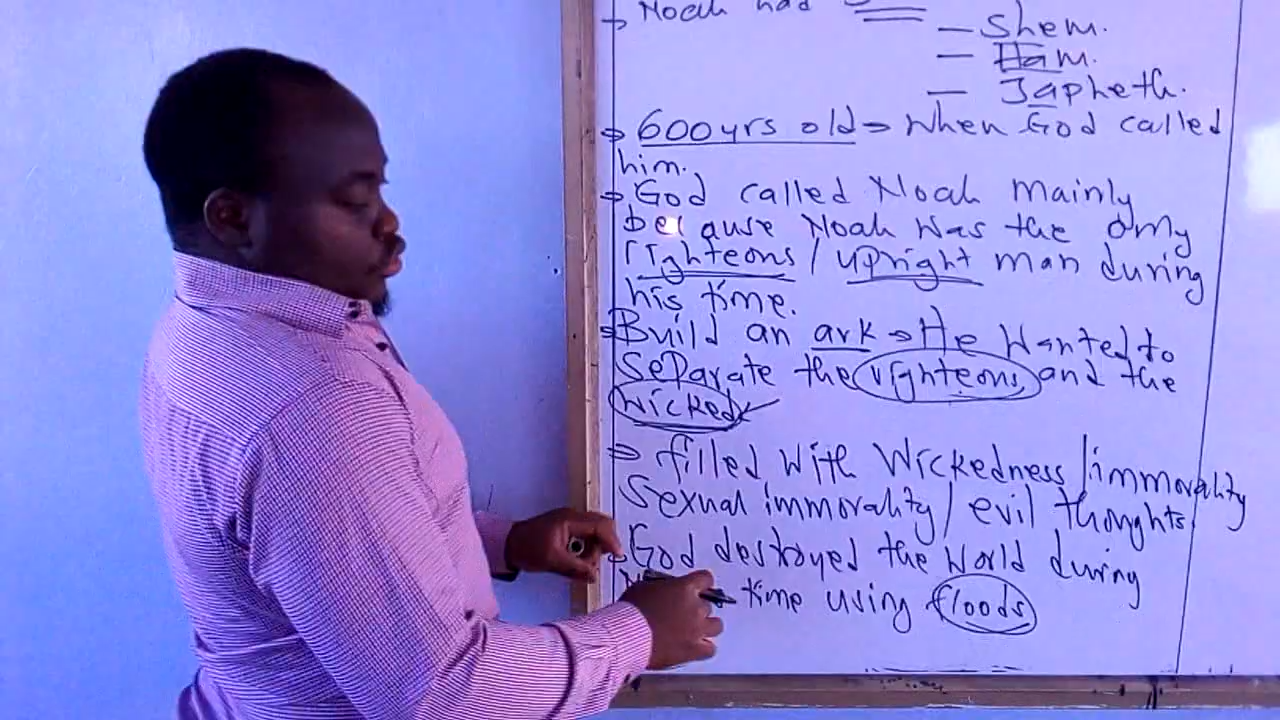 → Noah had
— Shem.
— Ham.
— Japheth.
⇒ 600yrs old → When God called
him.
⇒ God called Noah mainly
because Noah was the only
righteous / upright man during
his time.
⇒ Build an ark → He wanted to
separate the righteous and the
wicked
⇒ filled with wickedness / immorality
Sexual immorality / evil thoughts.
⇒ God destroyed the world during
time using floods